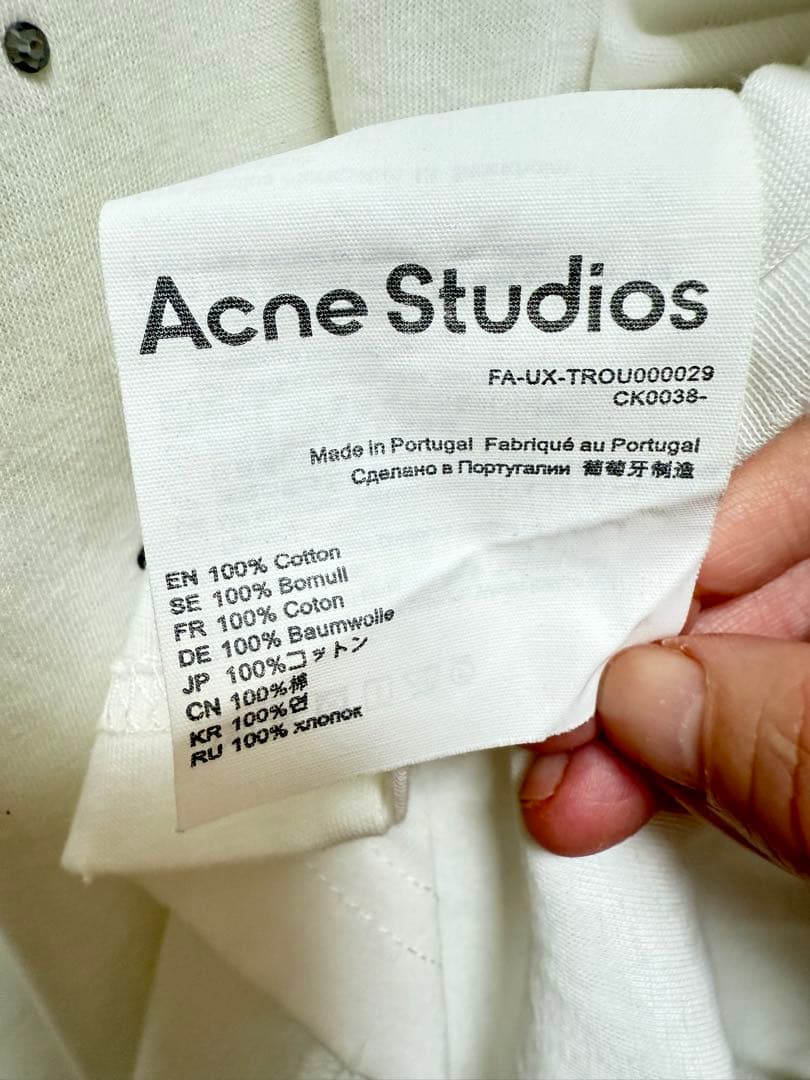 Acne Studios
FA-UX-TROU000029
CK0038-
Made in Portugal Fabriqué au Portugal
Сделано в Португалии 葡萄牙制造
EN 100% Cotton
SE 100% Bomull
FR 100% Coton
DE 100% Baumwolle
JP 100%コットン
CN 100%棉
KR 100%면
RU 100% хлопок